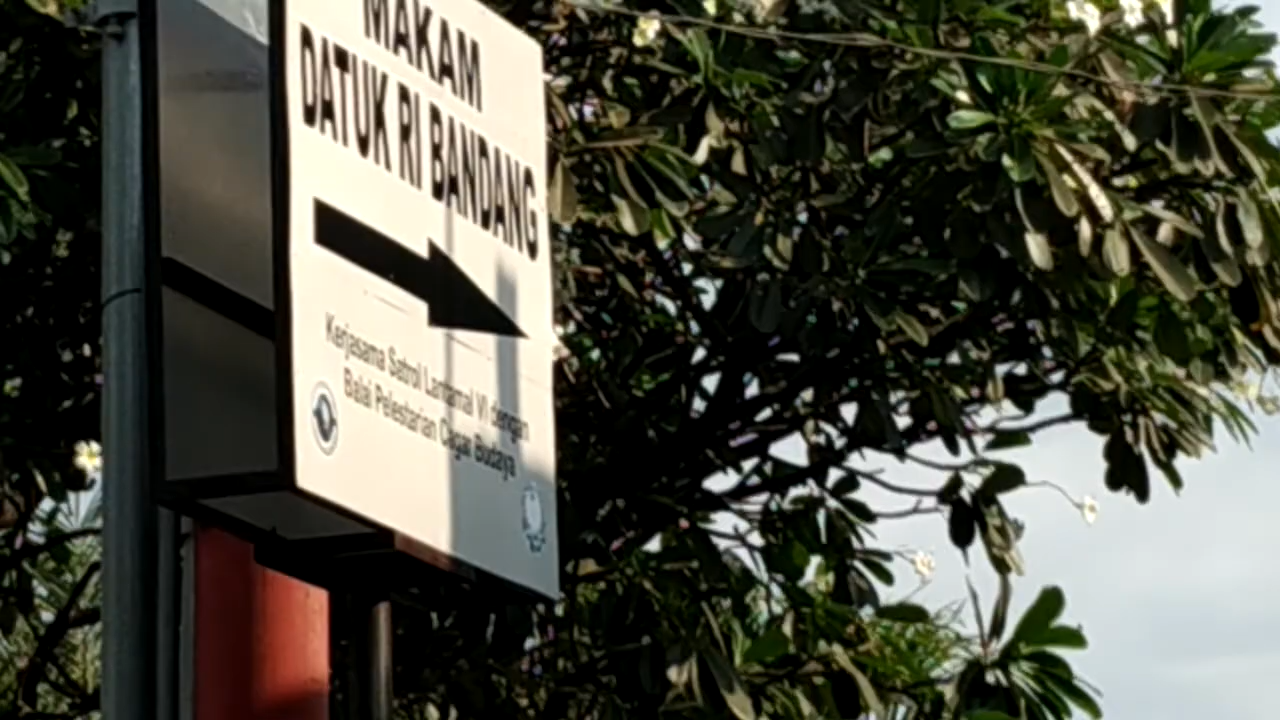 MAKAM
DATUK RI BANDANG
Kerjasama Satrol Lantamal VI dengan
Balai Pelestarian Cagar Budaya